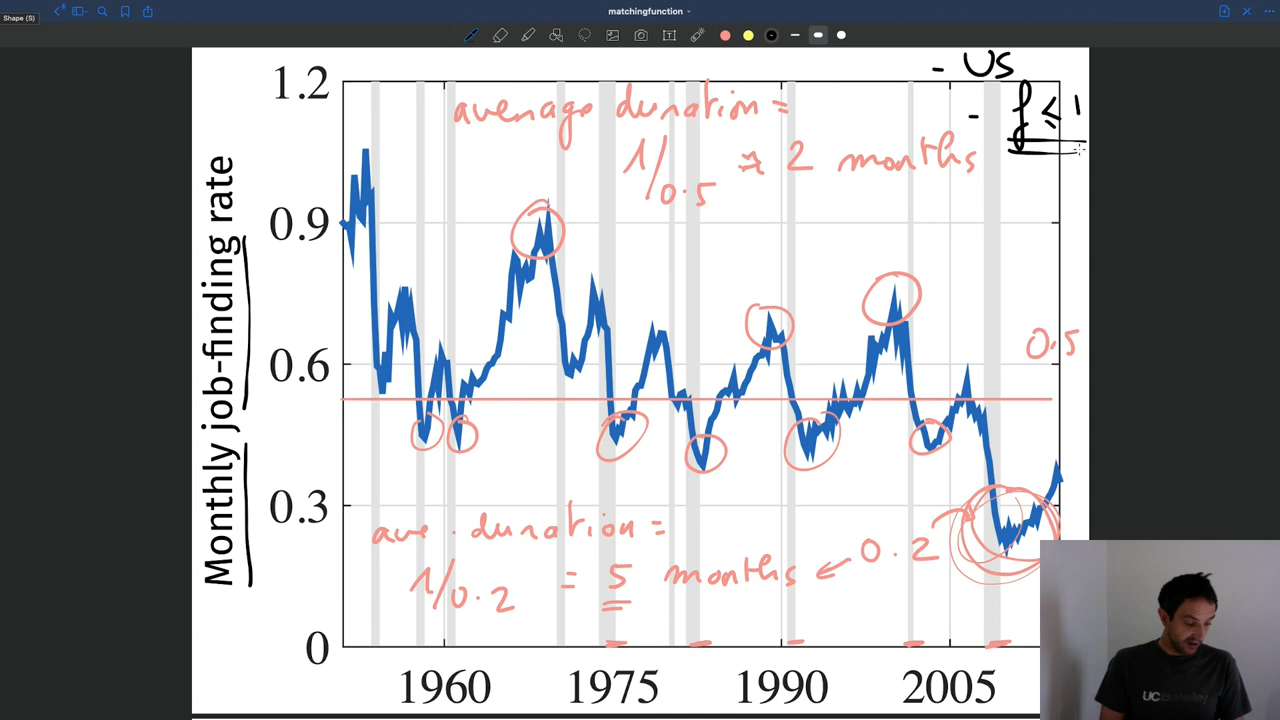 matchingfunction
Shape (S)
- US
- f ≤ 1
average duration =
1/0.5 ≈ 2 months
1.2
0.9
0.6
0.3
0
Monthly job-finding rate
0.5
ave. duration =
1/0.2 = 5 months ← 0.2
1960
1975
1990
2005
UC Berkeley